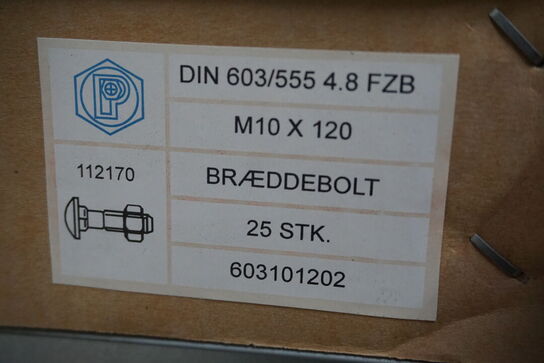 DIN 603/555 4.8 FZB
M10 X 120
112170
BRÆDDEBOLT
25 STK.
603101202